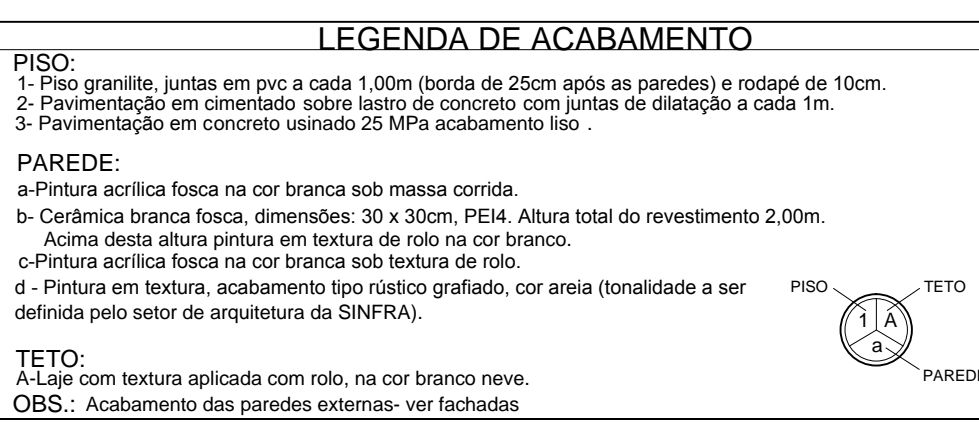 LEGENDA DE ACABAMENTO
PISO:
1- Piso granilite, juntas em pvc a cada 1,00m (borda de 25cm após as paredes) e rodapé de 10cm.
2- Pavimentação em cimentado sobre lastro de concreto com juntas de dilatação a cada 1m.
3- Pavimentação em concreto usinado 25 MPa acabamento liso .
PAREDE:
a-Pintura acrílica fosca na cor branca sob massa corrida.
b- Cerâmica branca fosca, dimensões: 30 x 30cm, PEI4. Altura total do revestimento 2,00m.
Acima desta altura pintura em textura de rolo na cor branco.
c-Pintura acrílica fosca na cor branca sob textura de rolo.
d - Pintura em textura, acabamento tipo rústico grafiado, cor areia (tonalidade a ser
definida pelo setor de arquitetura da SINFRA).
TETO:
A-Laje com textura aplicada com rolo, na cor branco neve.
OBS.: Acabamento das paredes externas- ver fachadas
PISO
TETO
1 A
a
PAREDE